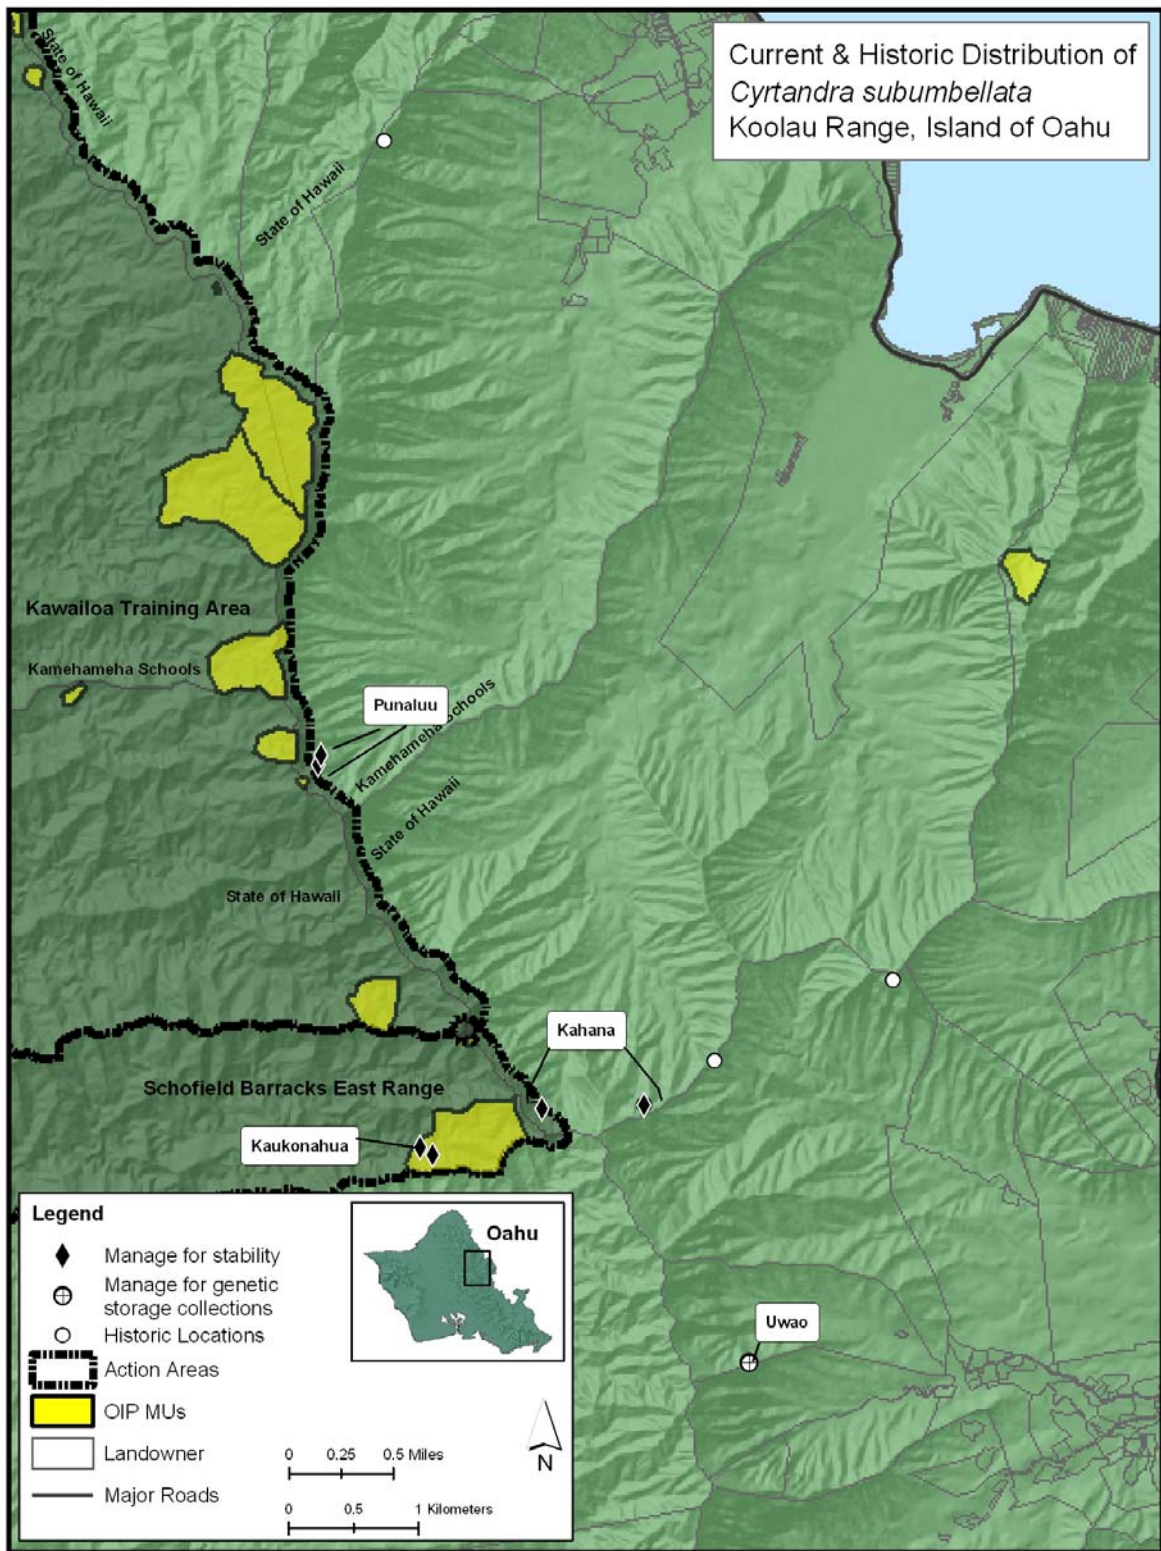 Current & Historic Distribution of
Cyrtandra subumbellata
Koolau Range, Island of Oahu
State of Hawaii
State of Hawaii
Kawailoa Training Area
Kamehameha Schools
Punaluu
Kamehameha Schools
State of Hawaii
State of Hawaii
Kahana
Schofield Barracks East Range
Kaukonahua
Uwao
Legend
Manage for stability
Manage for genetic
storage collections
Historic Locations
Action Areas
OIP MUs
Landowner
Major Roads
Oahu
0 0.25 0.5 Miles
0 0.5 1 Kilometers
N